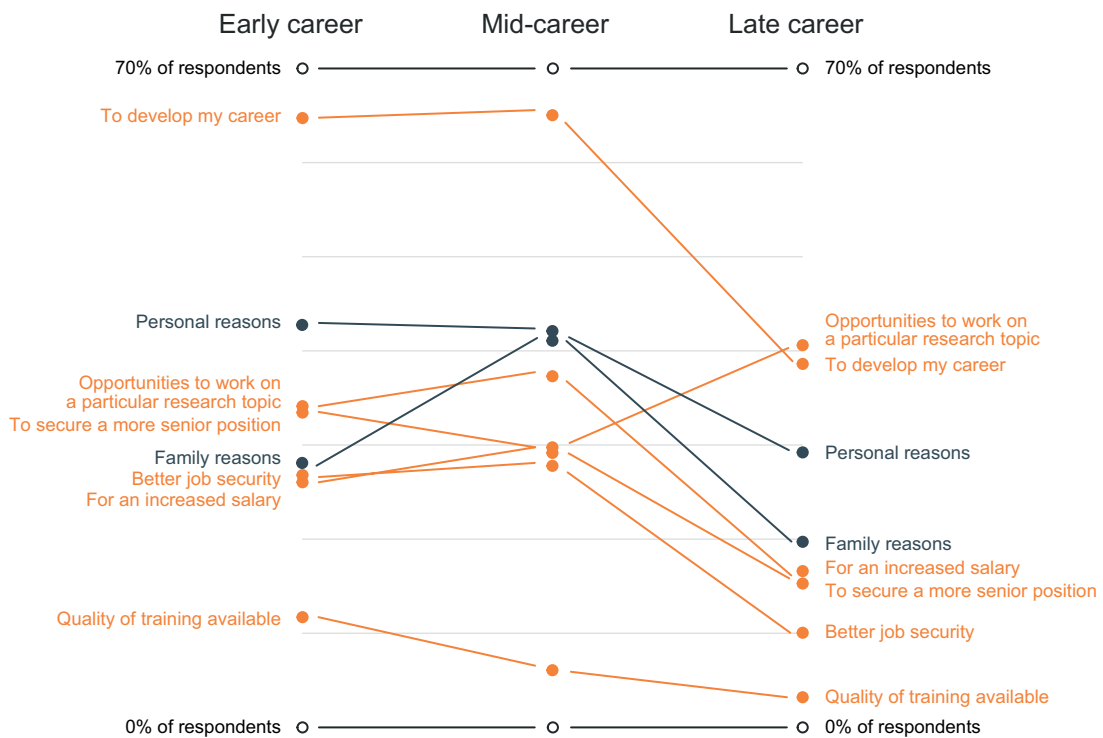 Early career
Mid-career
Late career
70% of respondents
70% of respondents
To develop my career
Personal reasons
Opportunities to work on
a particular research topic
To secure a more senior position
Family reasons
Better job security
For an increased salary
Quality of training available
0% of respondents
Opportunities to work on
a particular research topic
To develop my career
Personal reasons
Family reasons
For an increased salary
To secure a more senior position
Better job security
Quality of training available
0% of respondents